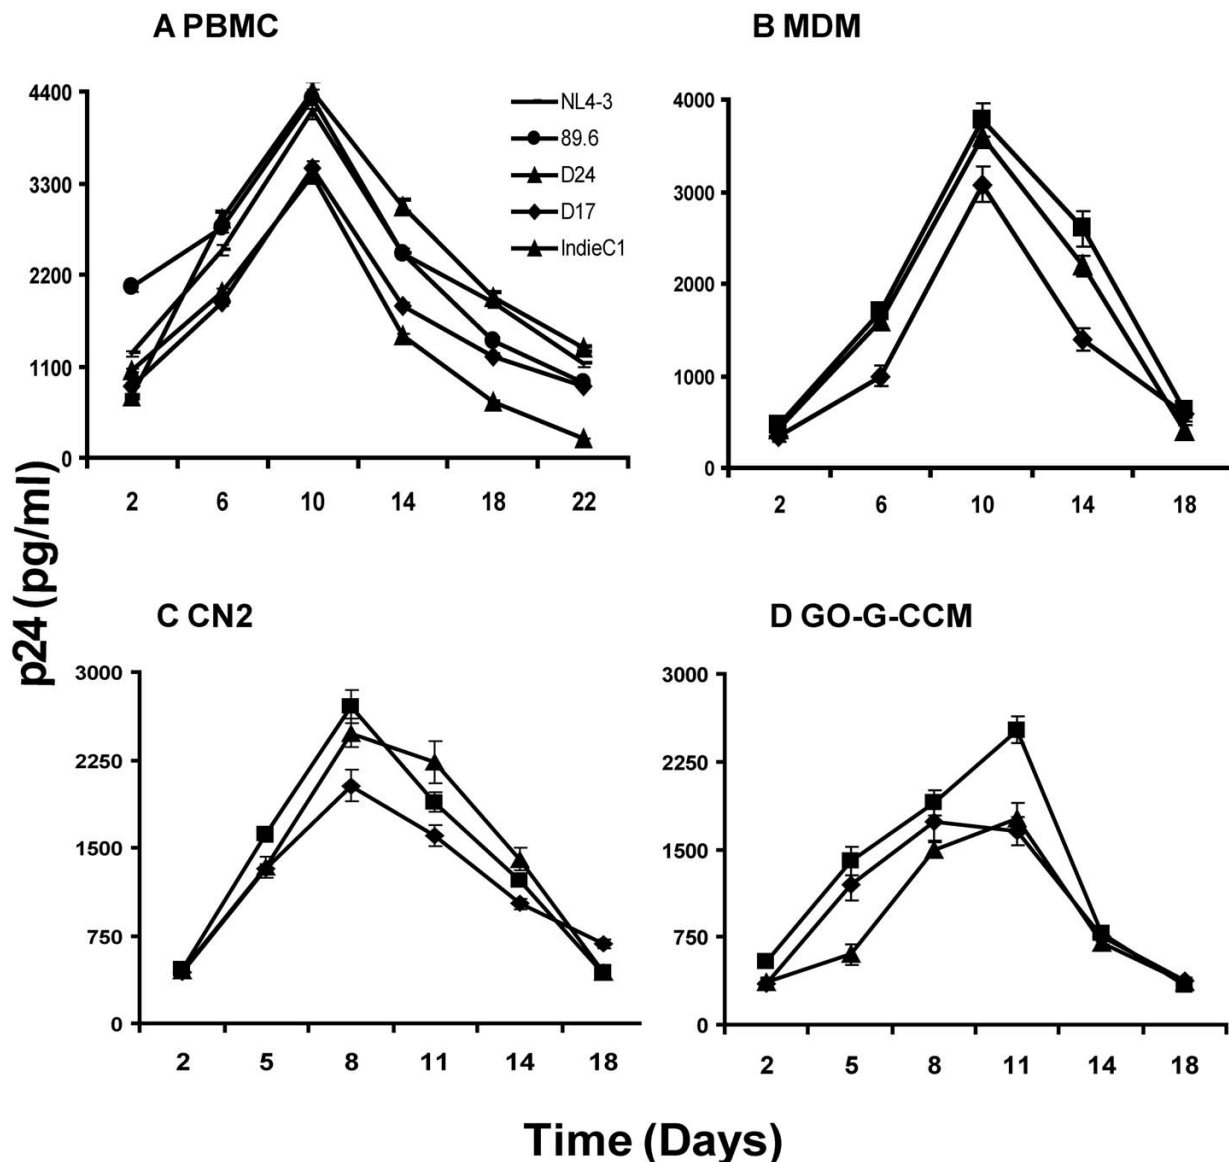 A PBMC
4400
3300
2200
1100
0
2 6 10 14 18 22
NL4-3
89.6
D24
D17
IndieC1
B MDM
4000
3000
2000
1000
0
2 6 10 14 18
p24 (pg/ml)
C CN2
3000
2250
1500
750
0
2 5 8 11 14 18
D GO-G-CCM
3000
2250
1500
750
0
2 5 8 11 14 18
Time (Days)